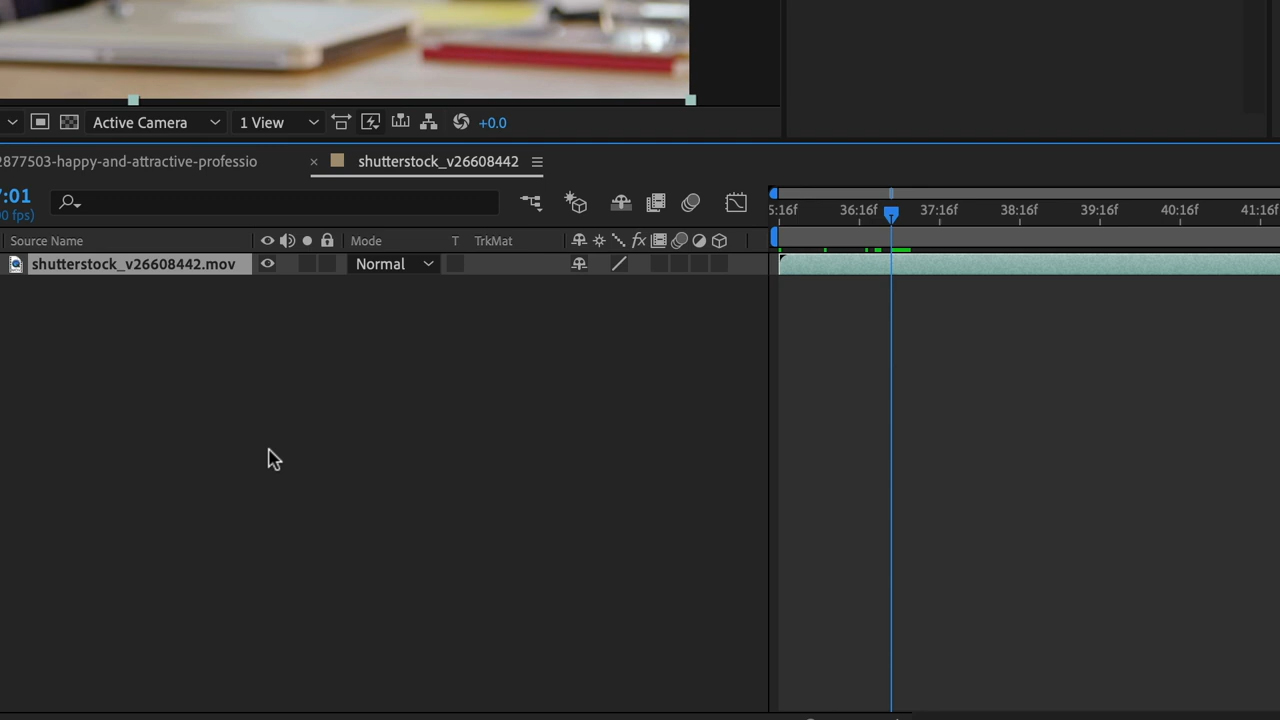 Active Camera 1 View +0.0
2877503-happy-and-attractive-professio × shutterstock_v26608442
:01
0 fps)
5:16f 36:16f 37:16f 38:16f 39:16f 40:16f 41:16f
Source Name Mode T TrkMat fx
shutterstock_v26608442.mov Normal